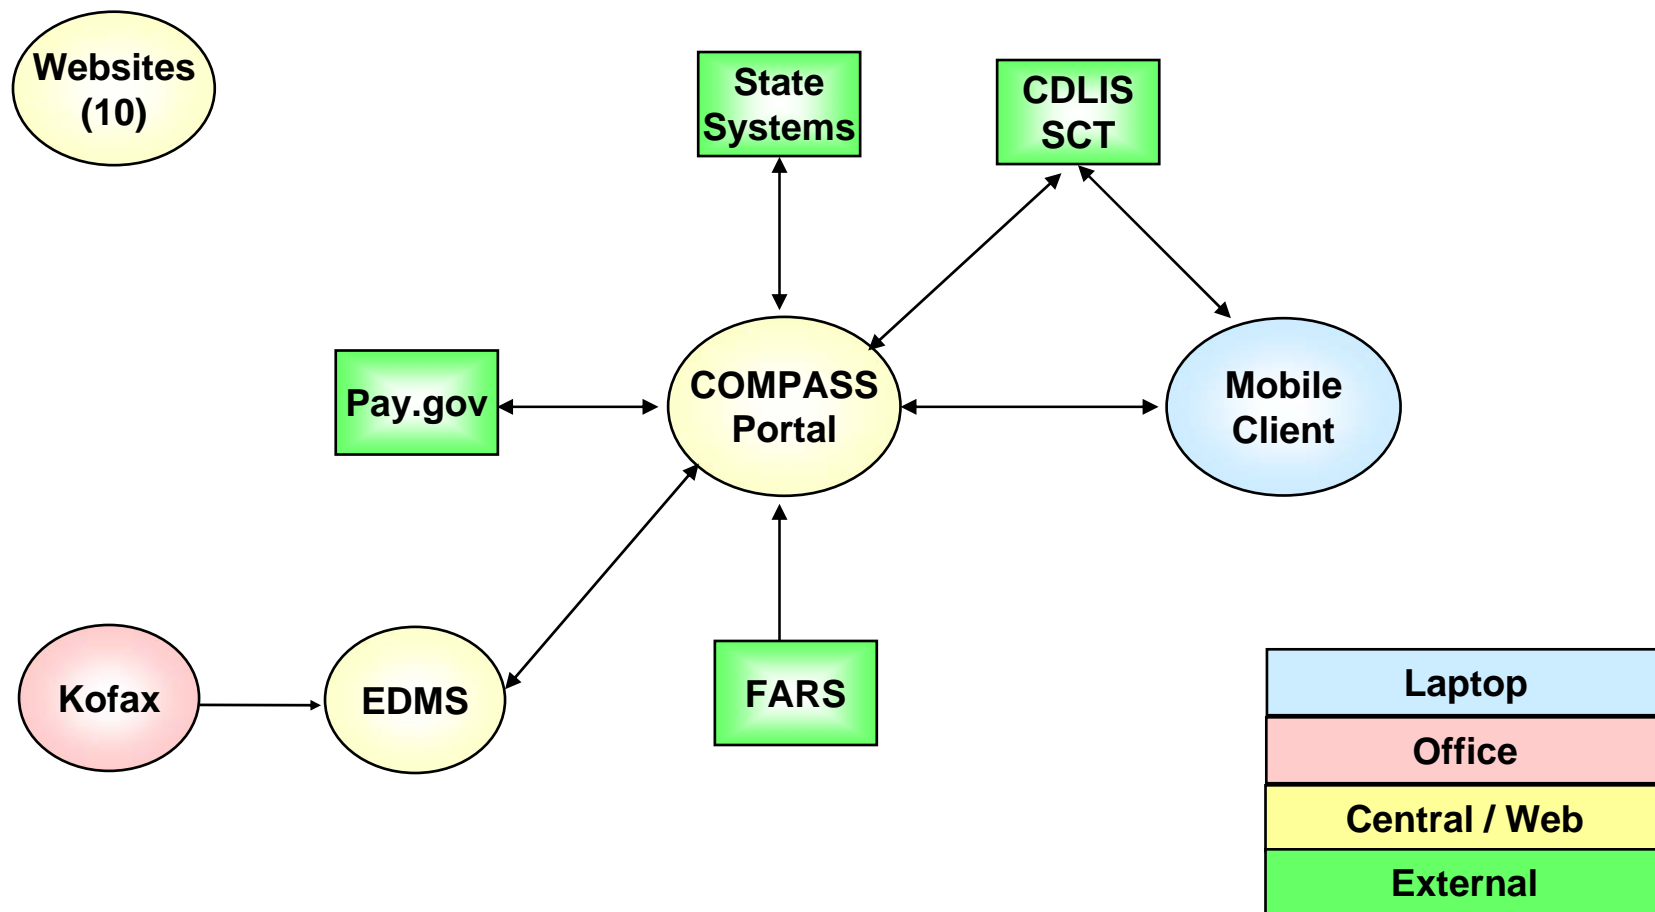 Websites
(10)
State
Systems
CDLIS
SCT
Pay.gov
COMPASS
Portal
Mobile
Client
Kofax
EDMS
FARS
Laptop
Office
Central / Web
External